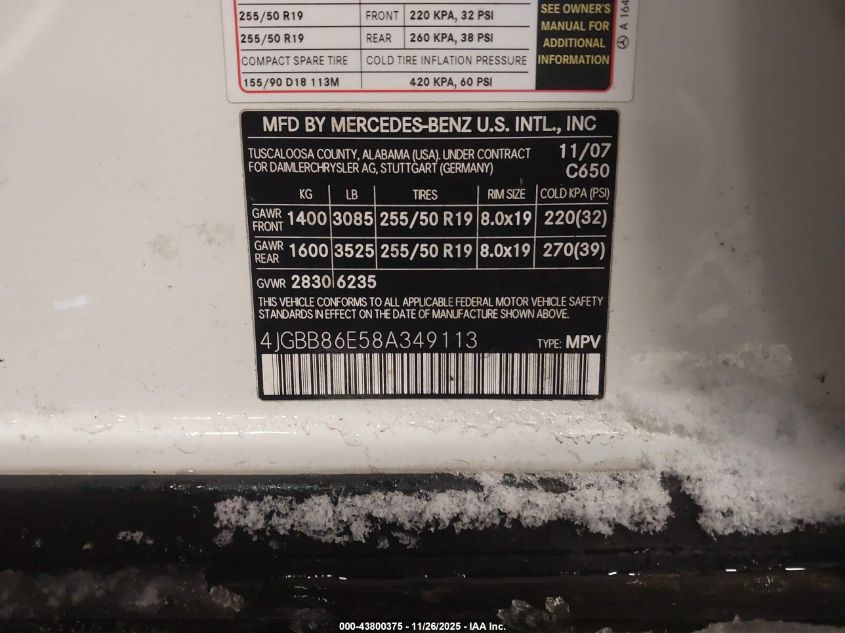 255/50 R19 FRONT 220 KPA, 32 PSI
255/50 R19 REAR 260 KPA, 38 PSI
COMPACT SPARE TIRE COLD TIRE INFLATION PRESSURE
155/90 D18 113M 420 KPA, 60 PSI
SEE OWNER'S
MANUAL FOR
ADDITIONAL
INFORMATION
A 164
MFD BY MERCEDES-BENZ U.S. INTL., INC
TUSCALOOSA COUNTY, ALABAMA (USA). UNDER CONTRACT 11/07
FOR DAIMLERCHRYSLER AG, STUTTGART (GERMANY) C650
KG LB TIRES RIM SIZE COLD KPA (PSI)
GAWR FRONT 1400 3085 255/50 R19 8.0x19 220(32)
GAWR REAR 1600 3525 255/50 R19 8.0x19 270(39)
GVWR 2830 6235
THIS VEHICLE CONFORMS TO ALL APPLICABLE FEDERAL MOTOR VEHICLE SAFETY
STANDARDS IN EFFECT ON THE DATE OF MANUFACTURE SHOWN ABOVE.
4JGBB86E58A349113 TYPE: MPV
000-43800375 - 11/26/2025 - IAA Inc.